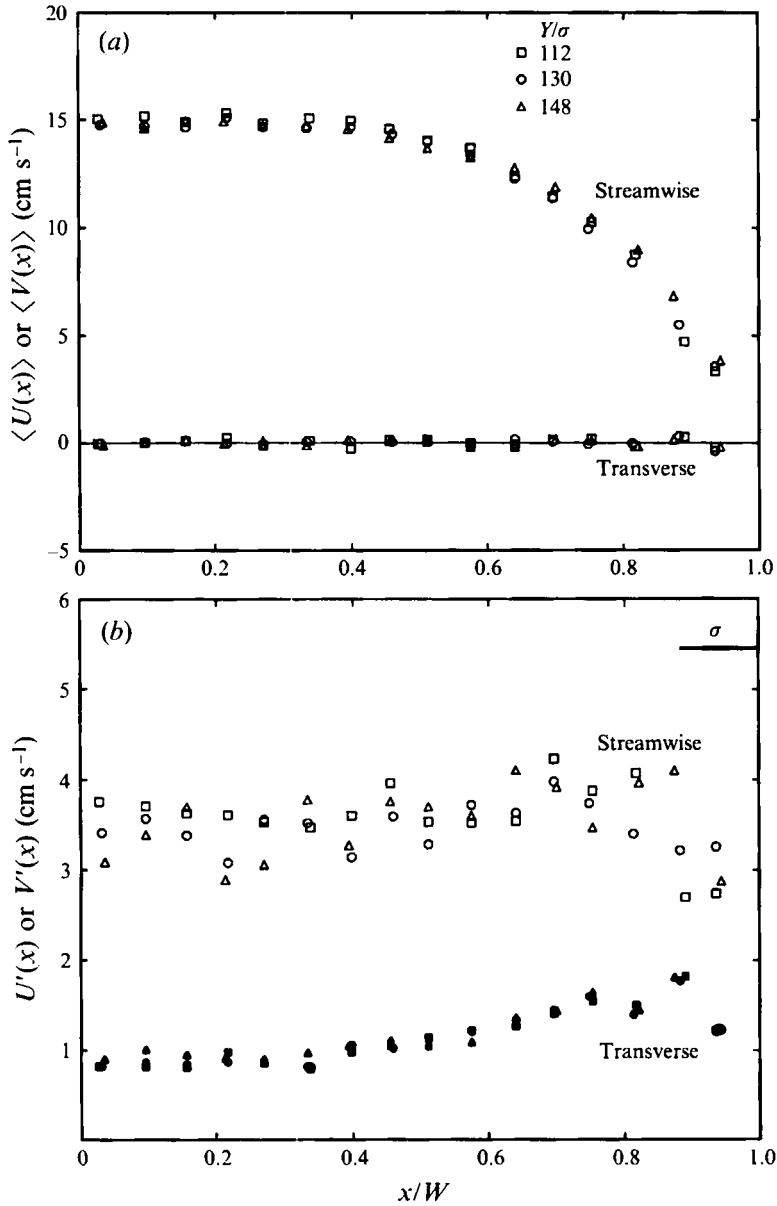 20
(a)
Y/σ
□ 112
○ 130
△ 148
15
Streamwise
10
5
0
Transverse
−5
0 0.2 0.4 0.6 0.8 1.0
⟨U(x)⟩ or ⟨V(x)⟩ (cm s⁻¹)
6
(b)
σ
5
Streamwise
4
3
2
1
Transverse
0 0.2 0.4 0.6 0.8 1.0
U′(x) or V′(x) (cm s⁻¹)
x/W